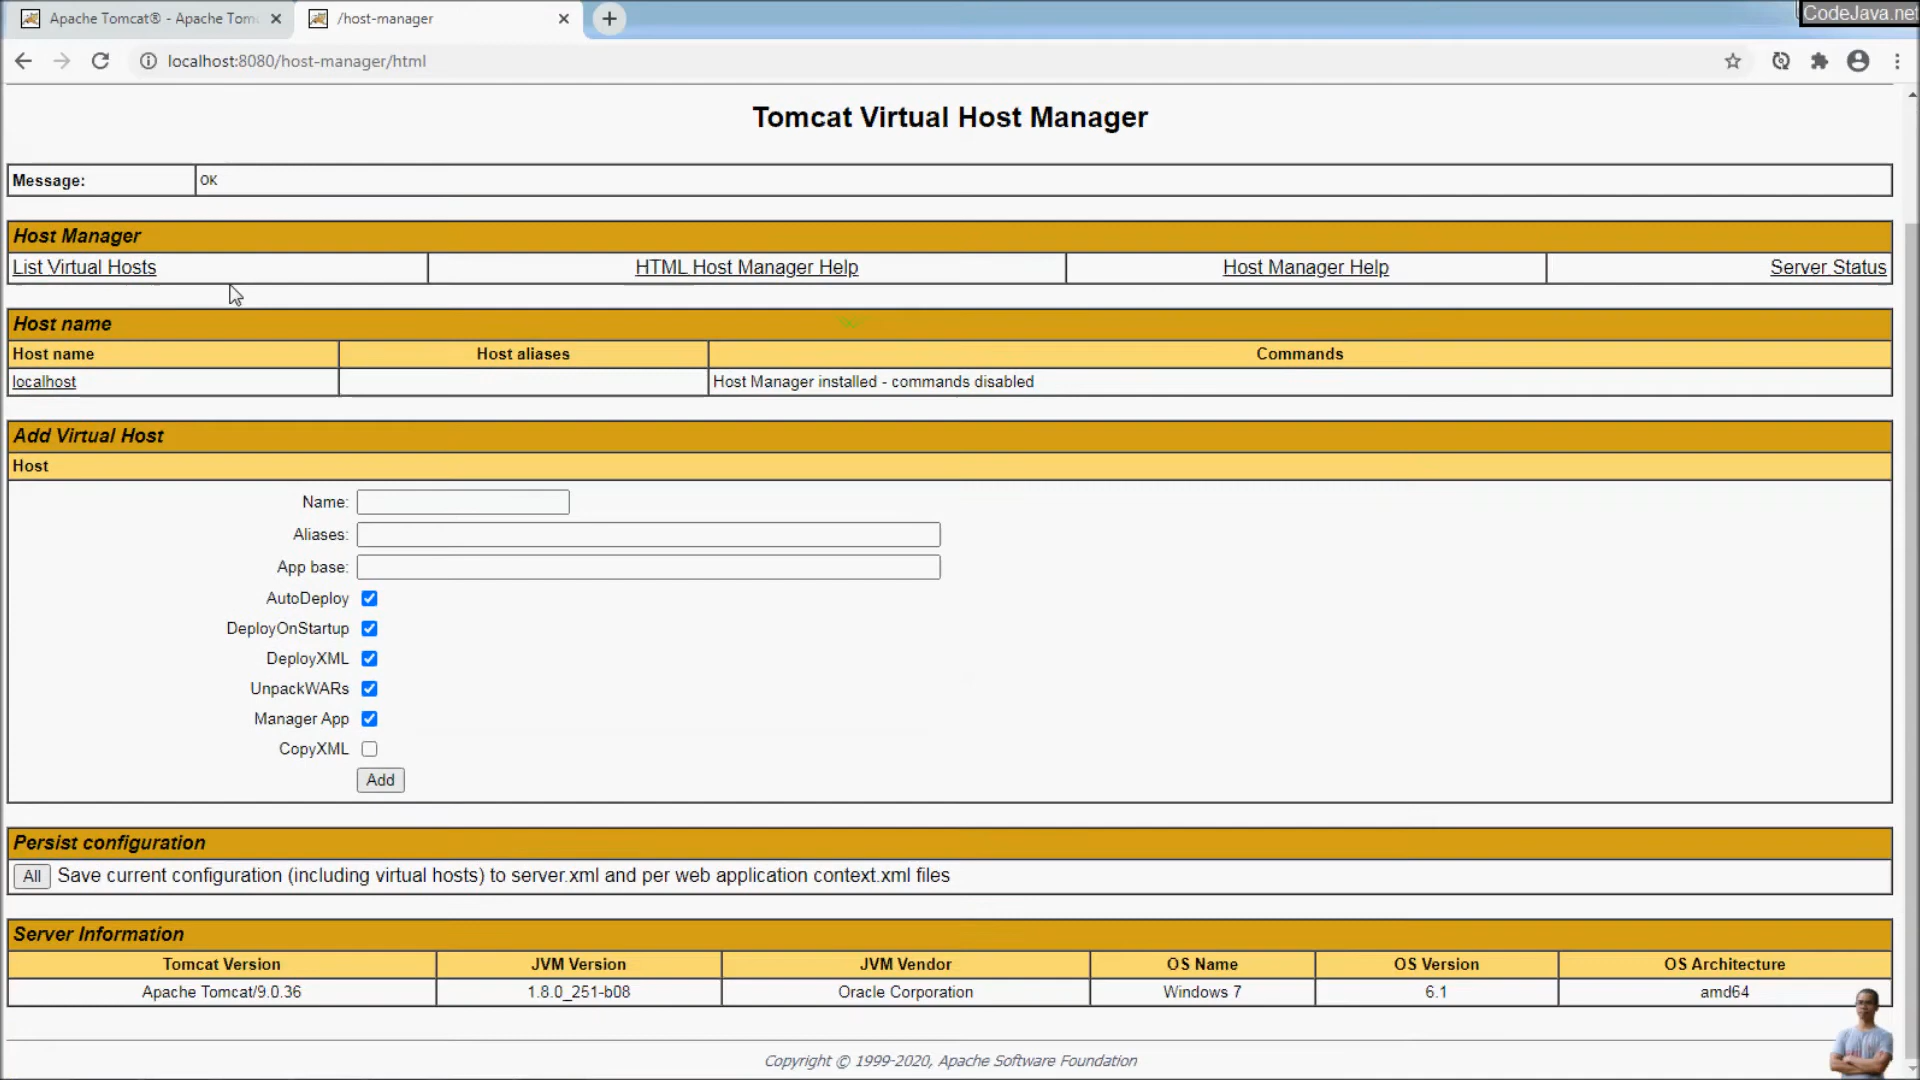 Apache Tomcat® - Apache Tomc
/host-manager
CodeJava.net
localhost:8080/host-manager/html
Tomcat Virtual Host Manager
Message: OK
Host Manager
List Virtual Hosts HTML Host Manager Help Host Manager Help Server Status
Host name
Host name Host aliases Commands
localhost Host Manager installed - commands disabled
Add Virtual Host
Host
Name:
Aliases:
App base:
AutoDeploy
DeployOnStartup
DeployXML
UnpackWARs
Manager App
CopyXML
Add
Persist configuration
All Save current configuration (including virtual hosts) to server.xml and per web application context.xml files
Server Information
Tomcat Version JVM Version JVM Vendor OS Name OS Version OS Architecture
Apache Tomcat/9.0.36 1.8.0_251-b08 Oracle Corporation Windows 7 6.1 amd64
Copyright © 1999-2020, Apache Software Foundation